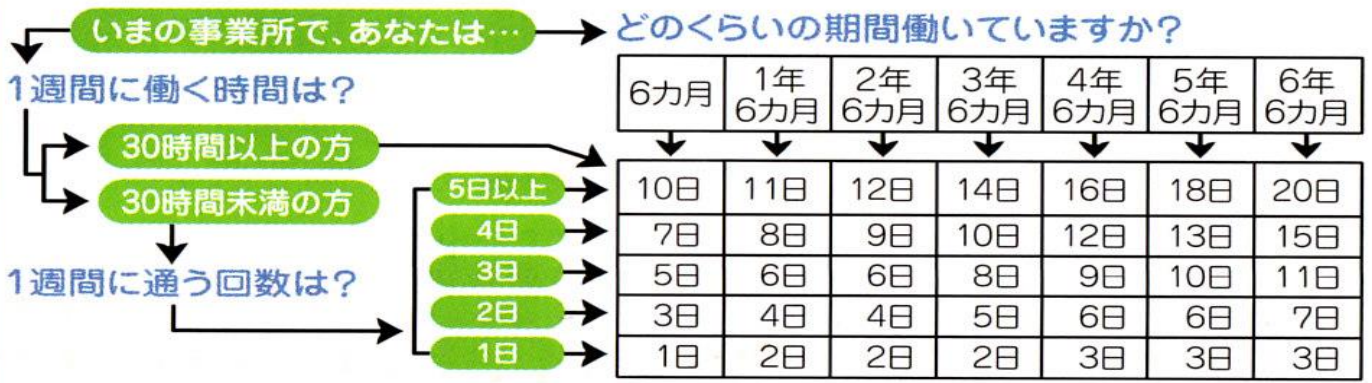 いまの事業所で、あなたは…
どのくらいの期間働いていますか?
1週間に働く時間は?
30時間以上の方
30時間未満の方
1週間に通う回数は?
6カ月 1年6カ月 2年6カ月 3年6カ月 4年6カ月 5年6カ月 6年6カ月
5日以上 10日 11日 12日 14日 16日 18日 20日
4日 7日 8日 9日 10日 12日 13日 15日
3日 5日 6日 6日 8日 9日 10日 11日
2日 3日 4日 4日 5日 6日 6日 7日
1日 1日 2日 2日 2日 3日 3日 3日